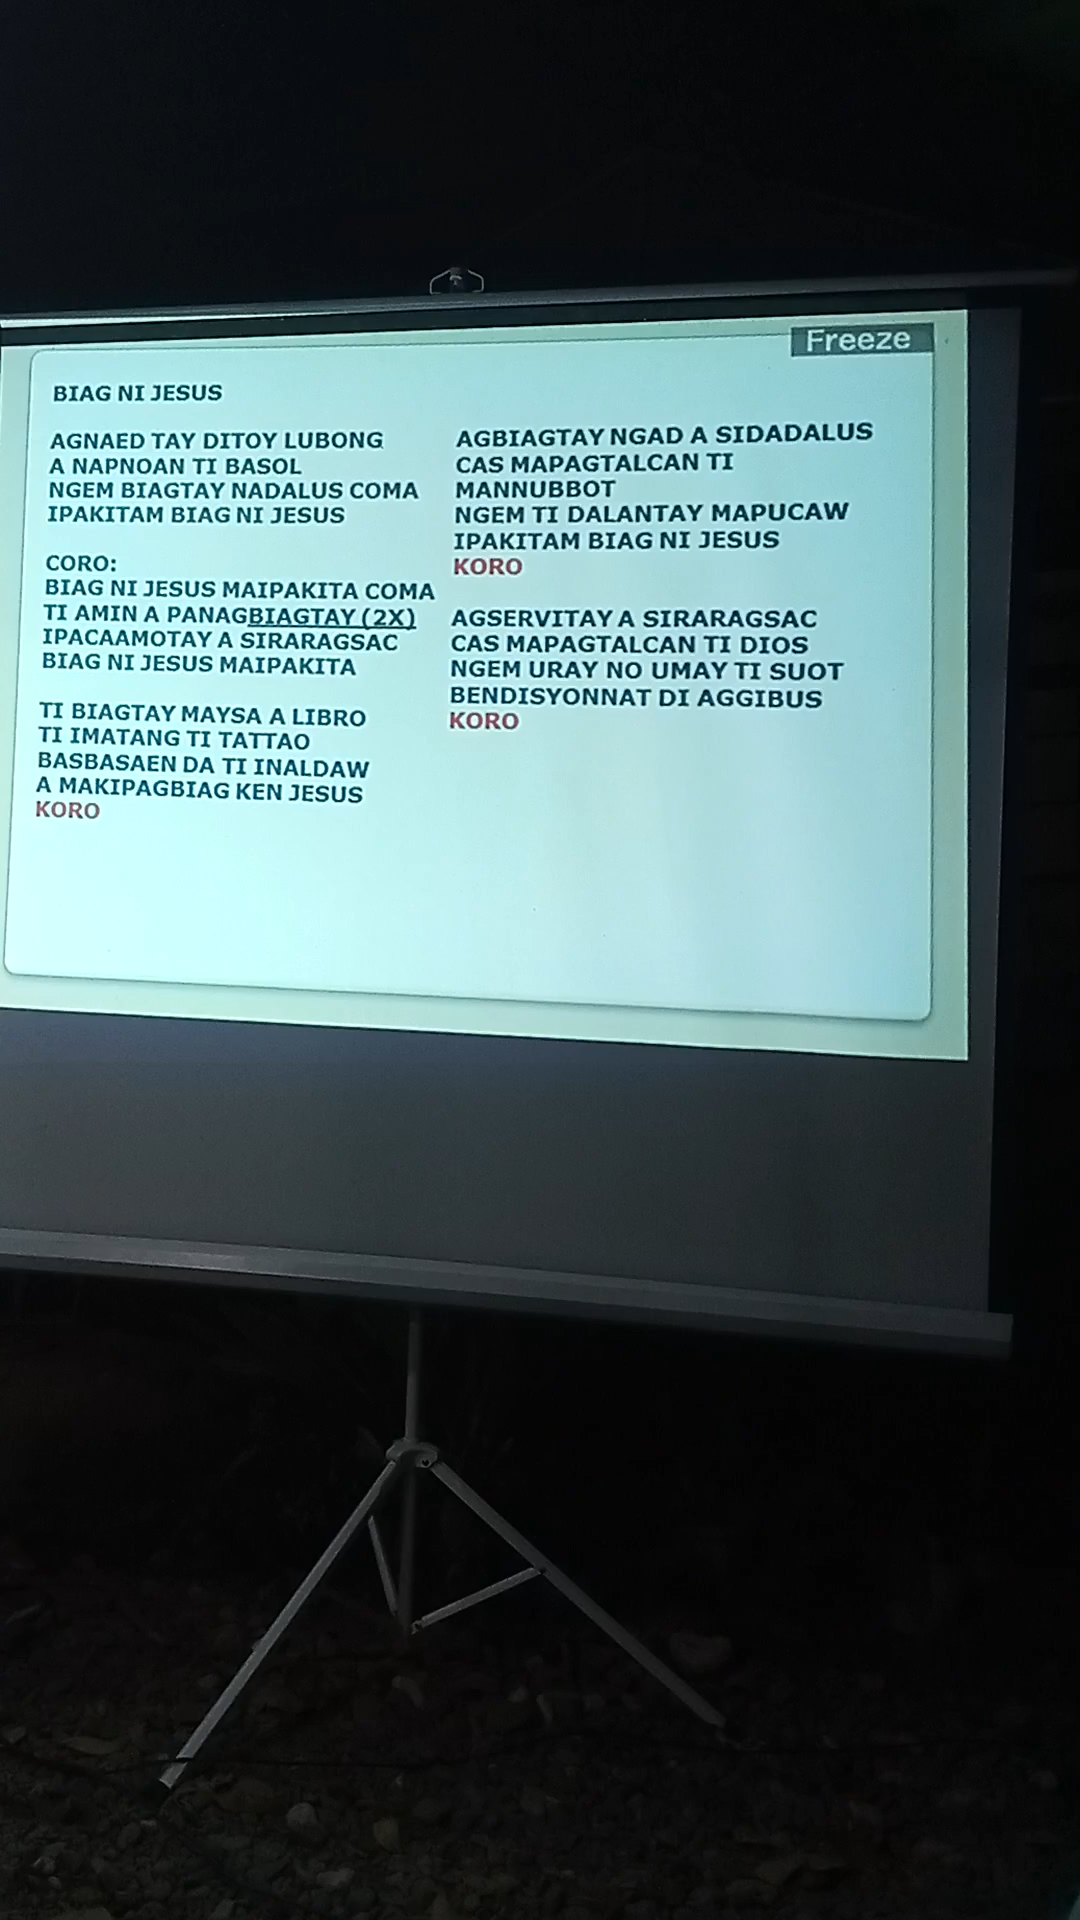 Freeze
BIAG NI JESUS
AGNAED TAY DITOY LUBONG
A NAPNOAN TI BASOL
NGEM BIAGTAY NADALUS COMA
IPAKITAM BIAG NI JESUS
CORO:
BIAG NI JESUS MAIPAKITA COMA
TI AMIN A PANAGBIAGTAY (2X)
IPACAAMOTAY A SIRARAGSAC
BIAG NI JESUS MAIPAKITA
TI BIAGTAY MAYSA A LIBRO
TI IMATANG TI TATTAO
BASBASAEN DA TI INALDAW
A MAKIPAGBIAG KEN JESUS
KORO
AGBIAGTAY NGAD A SIDADALUS
CAS MAPAGTALCAN TI
MANNUBBOT
NGEM TI DALANTAY MAPUCAW
IPAKITAM BIAG NI JESUS
KORO
AGSERVITAY A SIRARAGSAC
CAS MAPAGTALCAN TI DIOS
NGEM URAY NO UMAY TI SUOT
BENDISYONNAT DI AGGIBUS
KORO